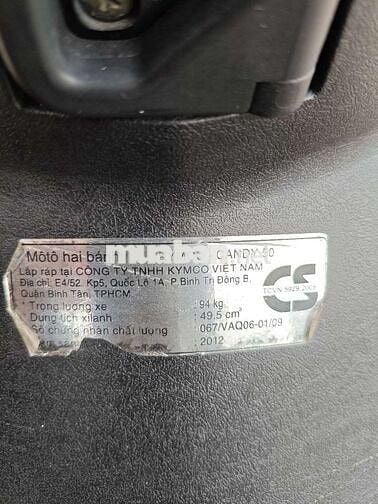 Môtô hai bán
CANDY 50
Lắp ráp tại CÔNG TY TNHH KYMCO VIỆT NAM
Địa chỉ: E4/52, Kp5, Quốc Lộ 1A, P.Bình Trị Đông B,
Quận Bình Tân, TPHCM.
* Trọng lượng xe : 94 kg
* Dung tích xilanh : 49,5 cm³
* Số chứng nhận chất lượng : 067/VAQ06-01/09
: 2012
CS
TCVN 5929:2001